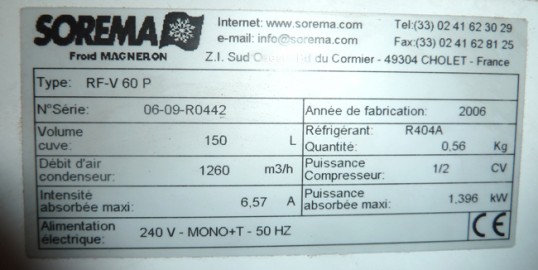 SOREMA
Froid MAGNERON
Internet: www.sorema.com Tel:(33) 02 41 62 30 29
e-mail: info@sorema.com Fax:(33) 02 41 62 81 25
Z.I. Sud du Cormier - 49304 CHOLET - France
Type: RF-V 60 P
N°Série: 06-09-R0442 Année de fabrication: 2006
Volume cuve: 150 L Réfrigérant: R404A
Quantité: 0,56 Kg
Débit d'air condenseur: 1260 m3/h Puissance Compresseur: 1/2 CV
Intensité absorbée maxi: 6,57 A Puissance absorbée maxi: 1,396 kW
Alimentation électrique: 240 V - MONO+T - 50 HZ CE